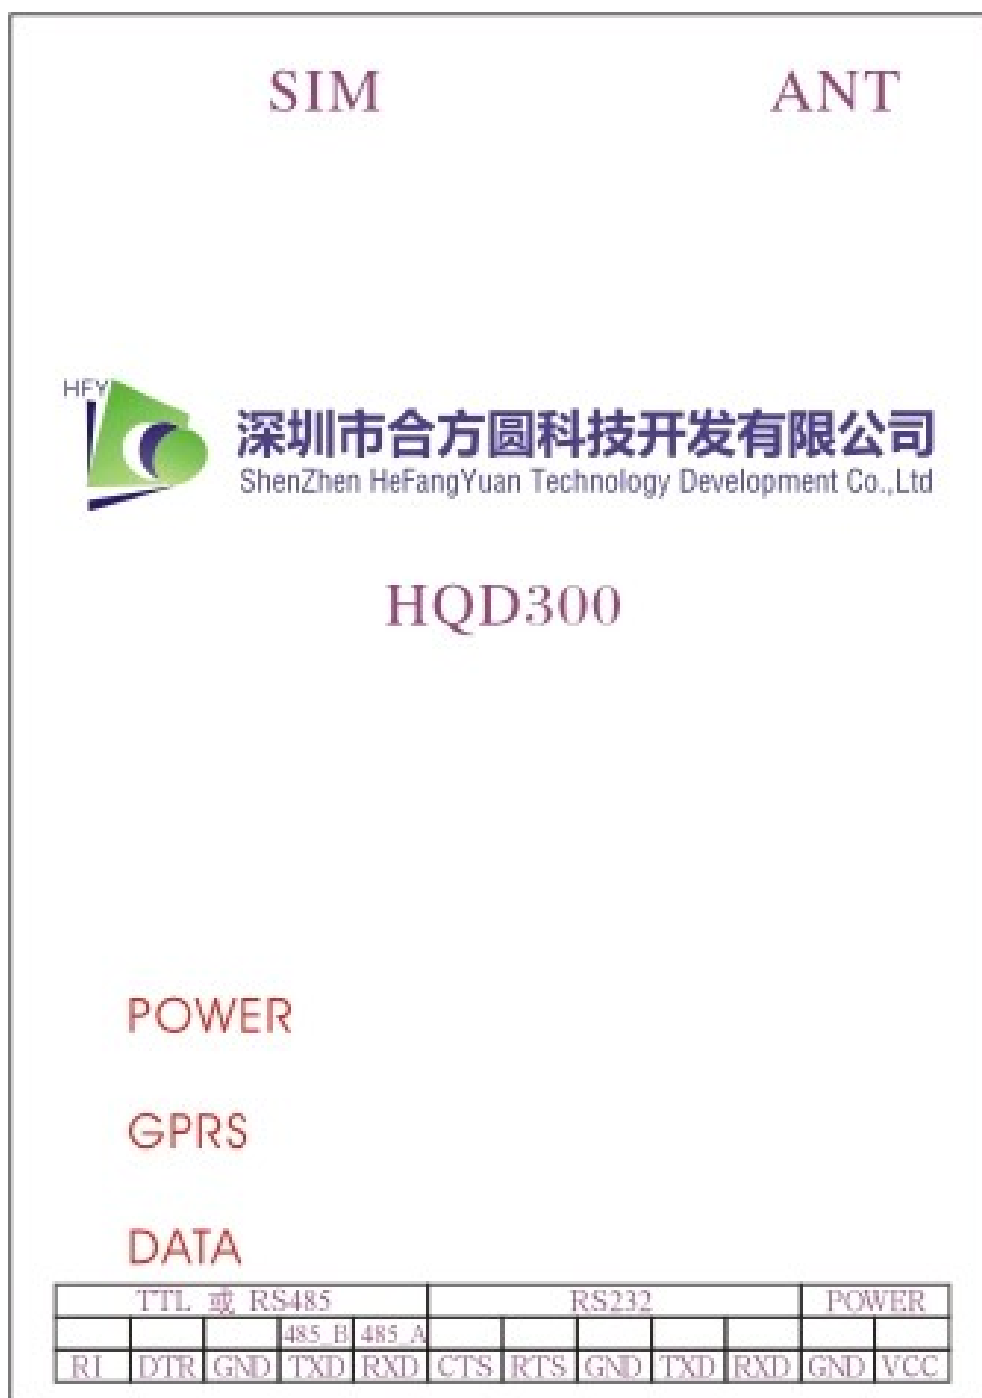 SIM ANT
HFY
深圳市合方圆科技开发有限公司
ShenZhen HeFangYuan Technology Development Co.,Ltd
HQD300
POWER
GPRS
DATA
TTL 或 RS485 RS232 POWER
485_B 485_A
RI DTR GND TXD RXD CTS RTS GND TXD RXD GND VCC